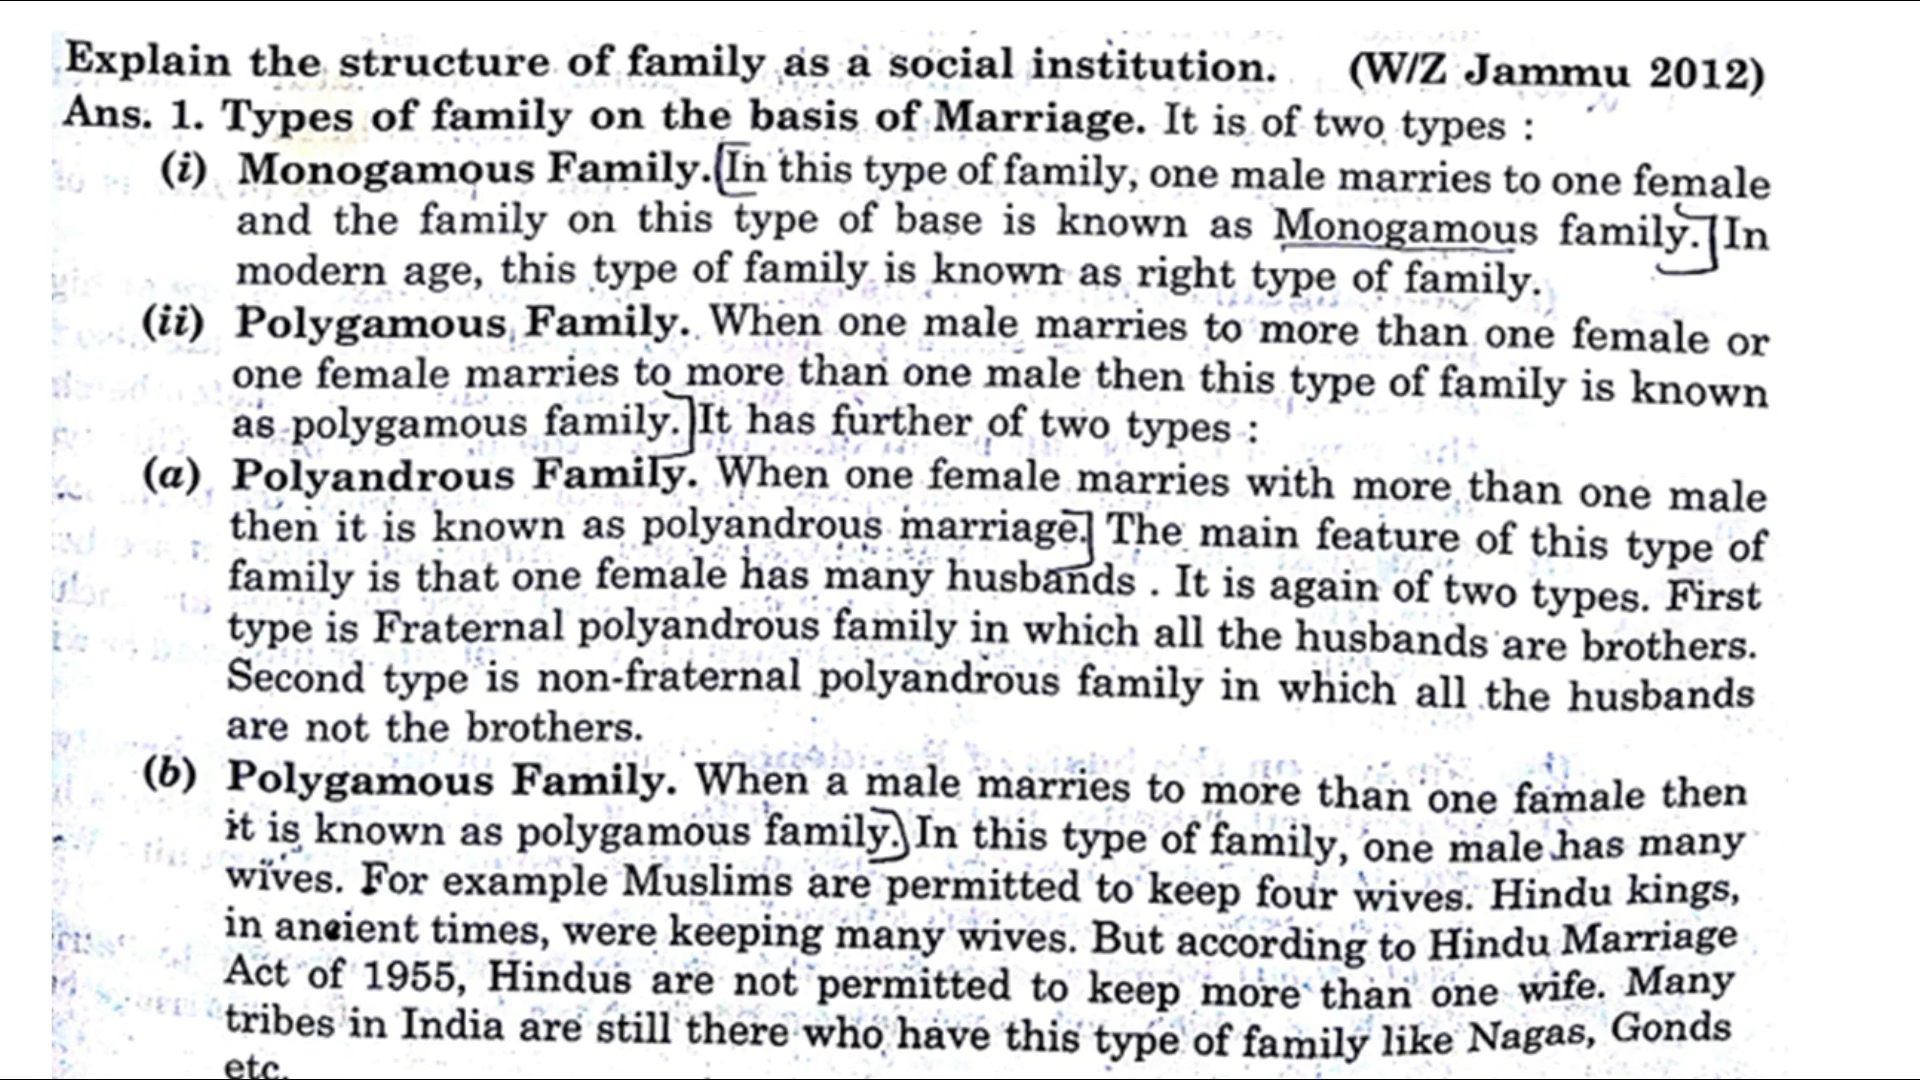 Explain the structure of family as a social institution. (W/Z Jammu 2012)
Ans. 1. Types of family on the basis of Marriage. It is of two types :
(i) Monogamous Family. In this type of family, one male marries to one female
and the family on this type of base is known as Monogamous family. In
modern age, this type of family is known as right type of family.
(ii) Polygamous Family. When one male marries to more than one female or
one female marries to more than one male then this type of family is known
as polygamous family. It has further of two types :
(a) Polyandrous Family. When one female marries with more than one male
then it is known as polyandrous marriage. The main feature of this type of
family is that one female has many husbands . It is again of two types. First
type is Fraternal polyandrous family in which all the husbands are brothers.
Second type is non-fraternal polyandrous family in which all the husbands
are not the brothers.
(b) Polygamous Family. When a male marries to more than one famale then
it is known as polygamous family. In this type of family, one male has many
wives. For example Muslims are permitted to keep four wives. Hindu kings,
in ancient times, were keeping many wives. But according to Hindu Marriage
Act of 1955, Hindus are not permitted to keep more than one wife. Many
tribes in India are still there who have this type of family like Nagas, Gonds
etc.